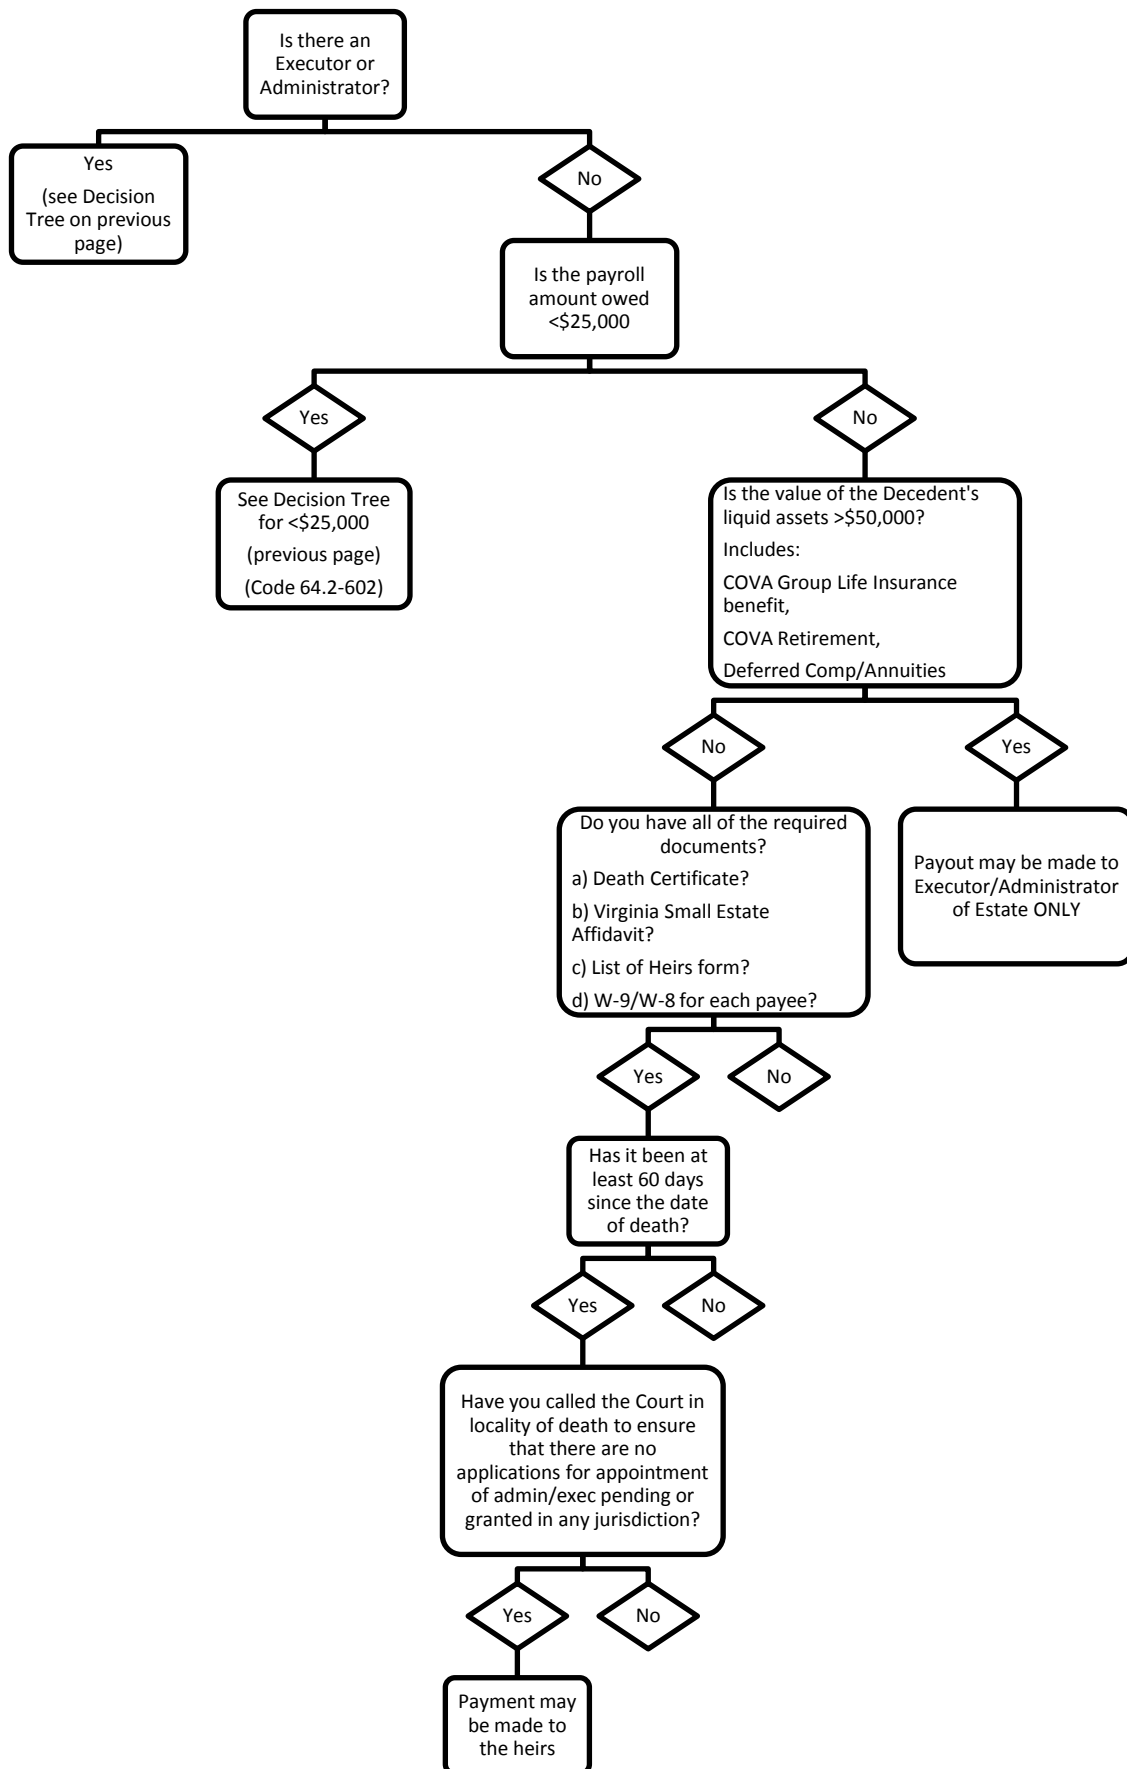 Is there an
Executor or
Administrator?
Yes
(see Decision
Tree on previous
page)
No
Is the payroll
amount owed
<$25,000
Yes
No
See Decision Tree
for <$25,000
(previous page)
(Code 64.2-602)
Is the value of the Decedent's
liquid assets >$50,000?
Includes:
COVA Group Life Insurance
benefit,
COVA Retirement,
Deferred Comp/Annuities
No
Yes
Do you have all of the required
documents?
a) Death Certificate?
b) Virginia Small Estate
Affidavit?
c) List of Heirs form?
d) W-9/W-8 for each payee?
Payout may be made to
Executor/Administrator
of Estate ONLY
Yes
No
Has it been at
least 60 days
since the date
of death?
Yes
No
Have you called the Court in
locality of death to ensure
that there are no
applications for appointment
of admin/exec pending or
granted in any jurisdiction?
Yes
No
Payment may
be made to
the heirs